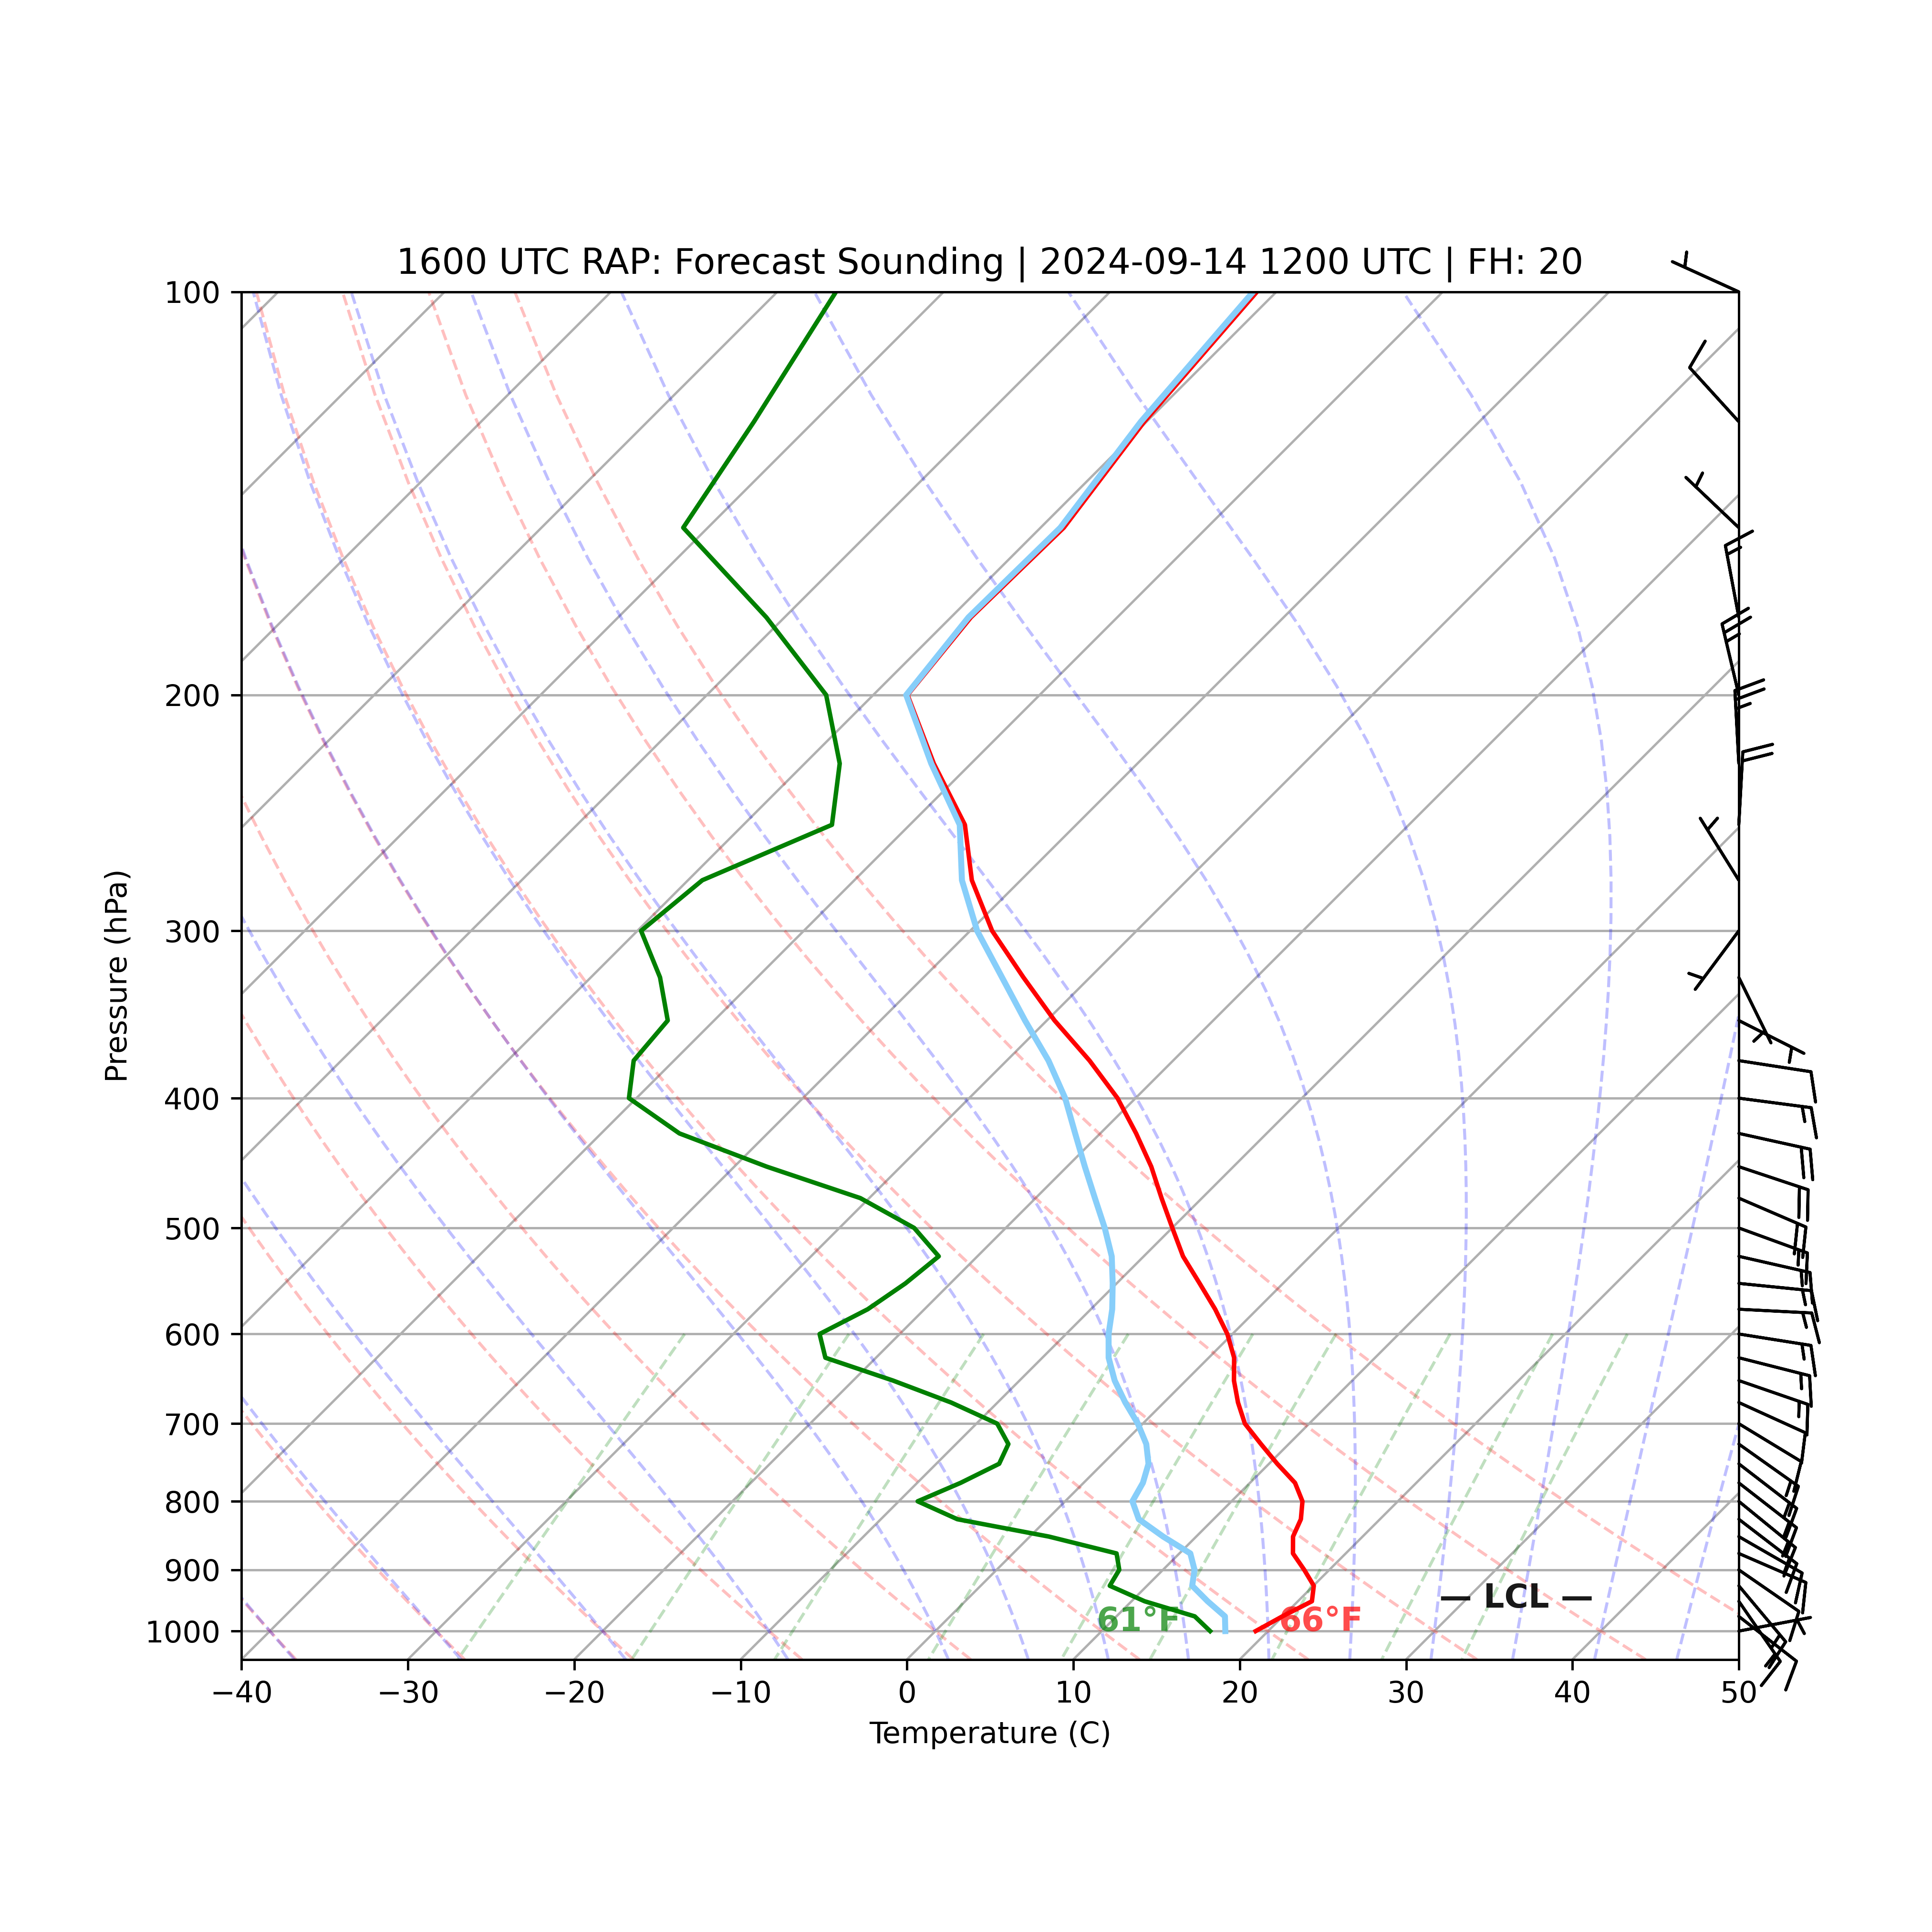 1600 UTC RAP: Forecast Sounding | 2024-09-14 1200 UTC | FH: 20
100
200
300
400
500
600
700
800
900
1000
Pressure (hPa)
61°F
66°F
— LCL —
−40 −30 −20 −10 0 10 20 30 40 50
Temperature (C)